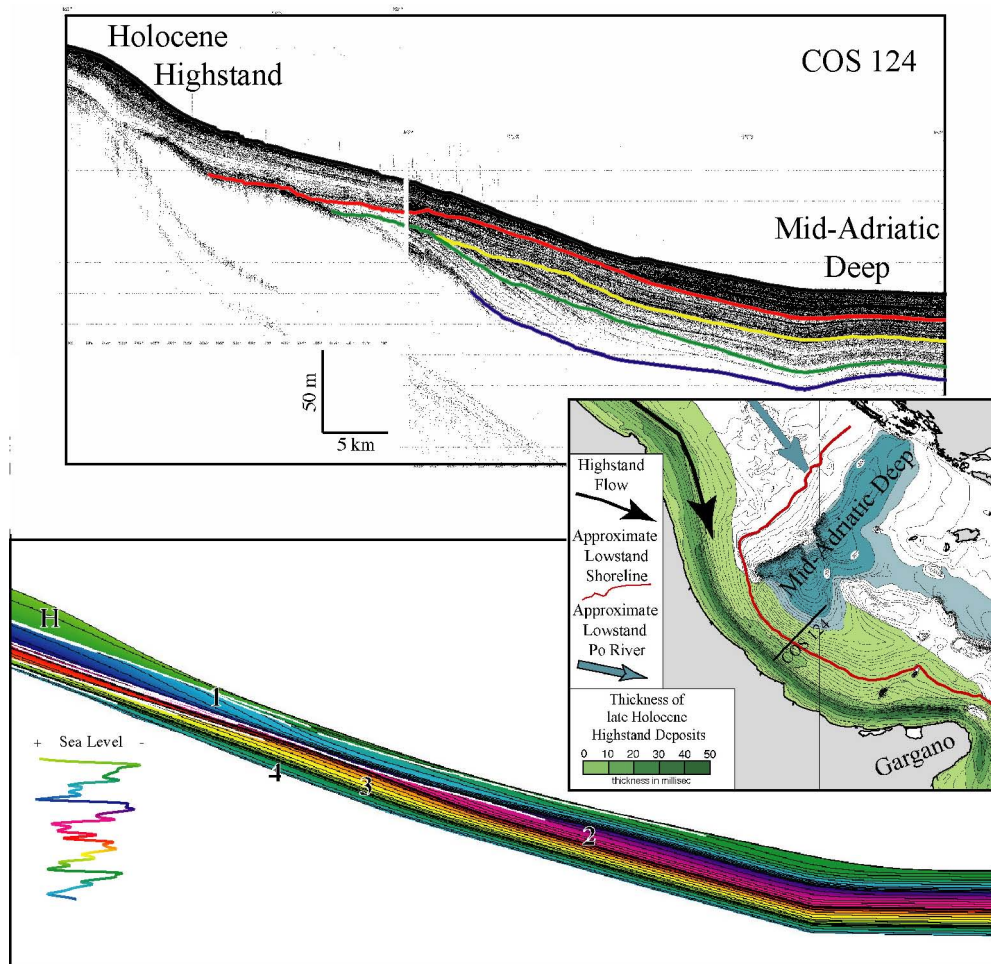 Holocene
Highstand
COS 124
Mid-Adriatic
Deep
50 m
5 km
Highstand
Flow
Approximate
Lowstand
Shoreline
Approximate
Lowstand
Po River
Thickness of
late Holocene
Highstand Deposits
0 10 20 30 40 50
thickness in millisec
Mid-Adriatic Deep
COS 124
Gargano
H
1
2
3
4
+ Sea Level -